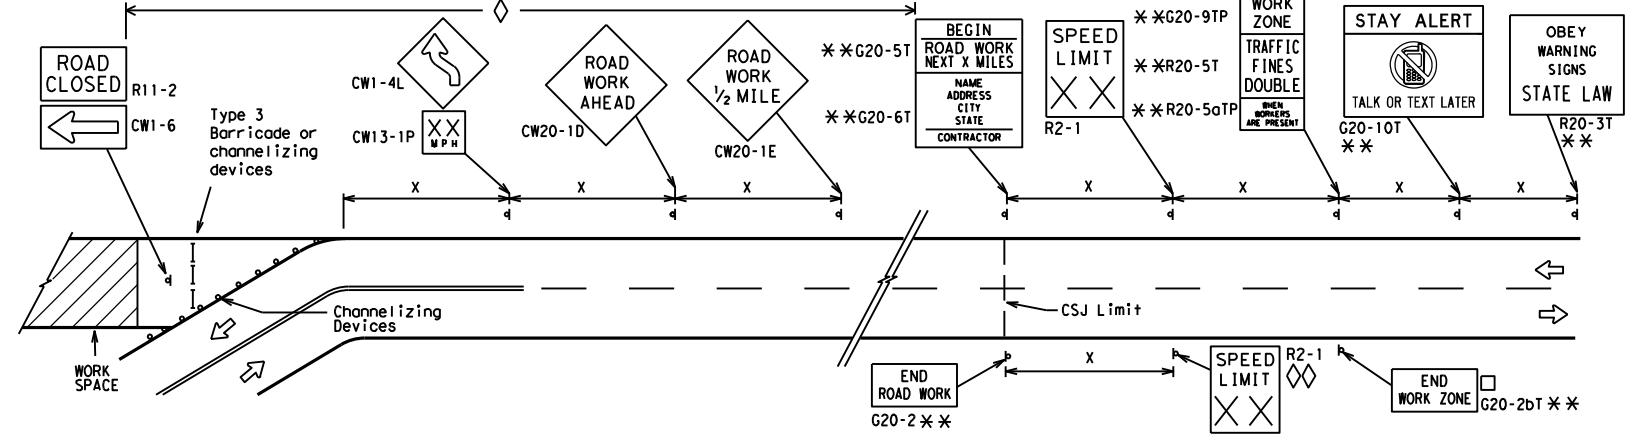 ROAD
CLOSED
R11-2
CW1-6
Type 3
Barricade or
channelizing
devices
CW1-4L
XX
MPH
CW13-1P
ROAD
WORK
AHEAD
CW20-1D
ROAD
WORK
1/2 MILE
CW20-1E
**G20-5T
BEGIN
ROAD WORK
NEXT X MILES
**G20-6T
NAME
ADDRESS
CITY
STATE
CONTRACTOR
SPEED
LIMIT
XX
R2-1
**G20-9TP
WORK
ZONE
**R20-5T
TRAFFIC
FINES
DOUBLE
**R20-5aTP
WHEN
WORKERS
ARE PRESENT
STAY ALERT
TALK OR TEXT LATER
G20-10T
**
OBEY
WARNING
SIGNS
STATE LAW
R20-3T
**
X
X
X
X
X
X
X
Channelizing
Devices
CSJ Limit
WORK
SPACE
END
ROAD WORK
G20-2 **
X
SPEED
LIMIT
XX
R2-1
END
WORK ZONE
G20-2bT **